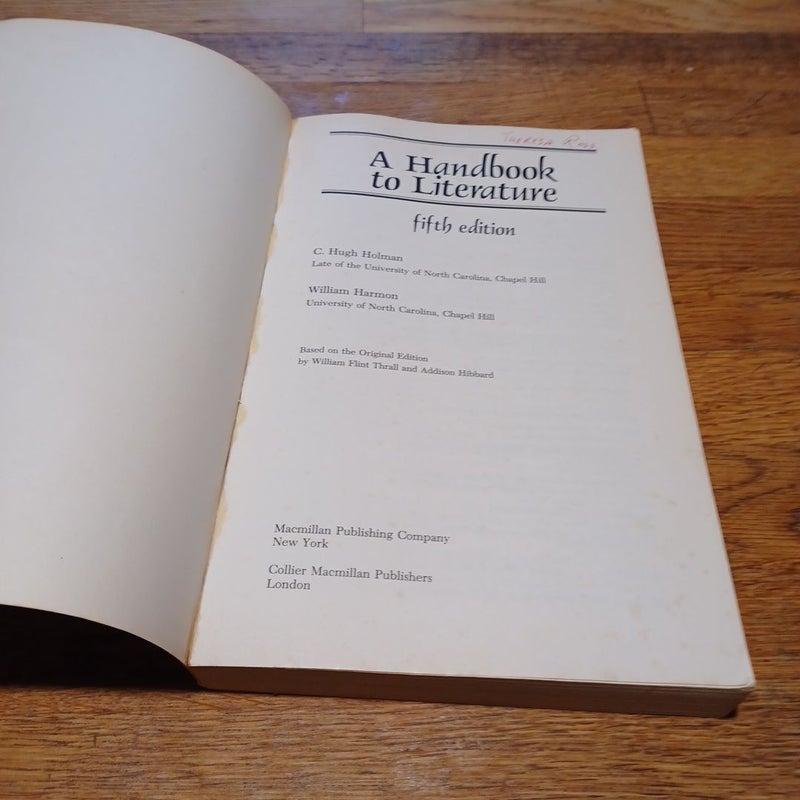 Theresa Ross
A Handbook
to Literature
fifth edition
C. Hugh Holman
Late of the University of North Carolina, Chapel Hill
William Harmon
University of North Carolina, Chapel Hill
Based on the Original Edition
by William Flint Thrall and Addison Hibbard
Macmillan Publishing Company
New York
Collier Macmillan Publishers
London